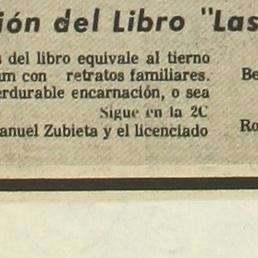 ión del Libro "Las
s del libro equivale al tierno
um con retratos familiares.
erdurable encarnación, o sea
Sigue en la 2C
anuel Zubieta y el licenciado
Be
Ro